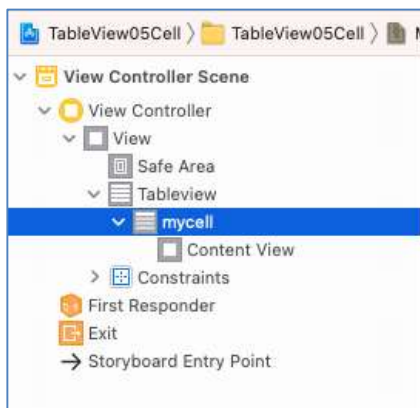 TableView05Cell 〉 TableView05Cell 〉 M
View Controller Scene
View Controller
View
Safe Area
Tableview
mycell
Content View
Constraints
First Responder
Exit
Storyboard Entry Point